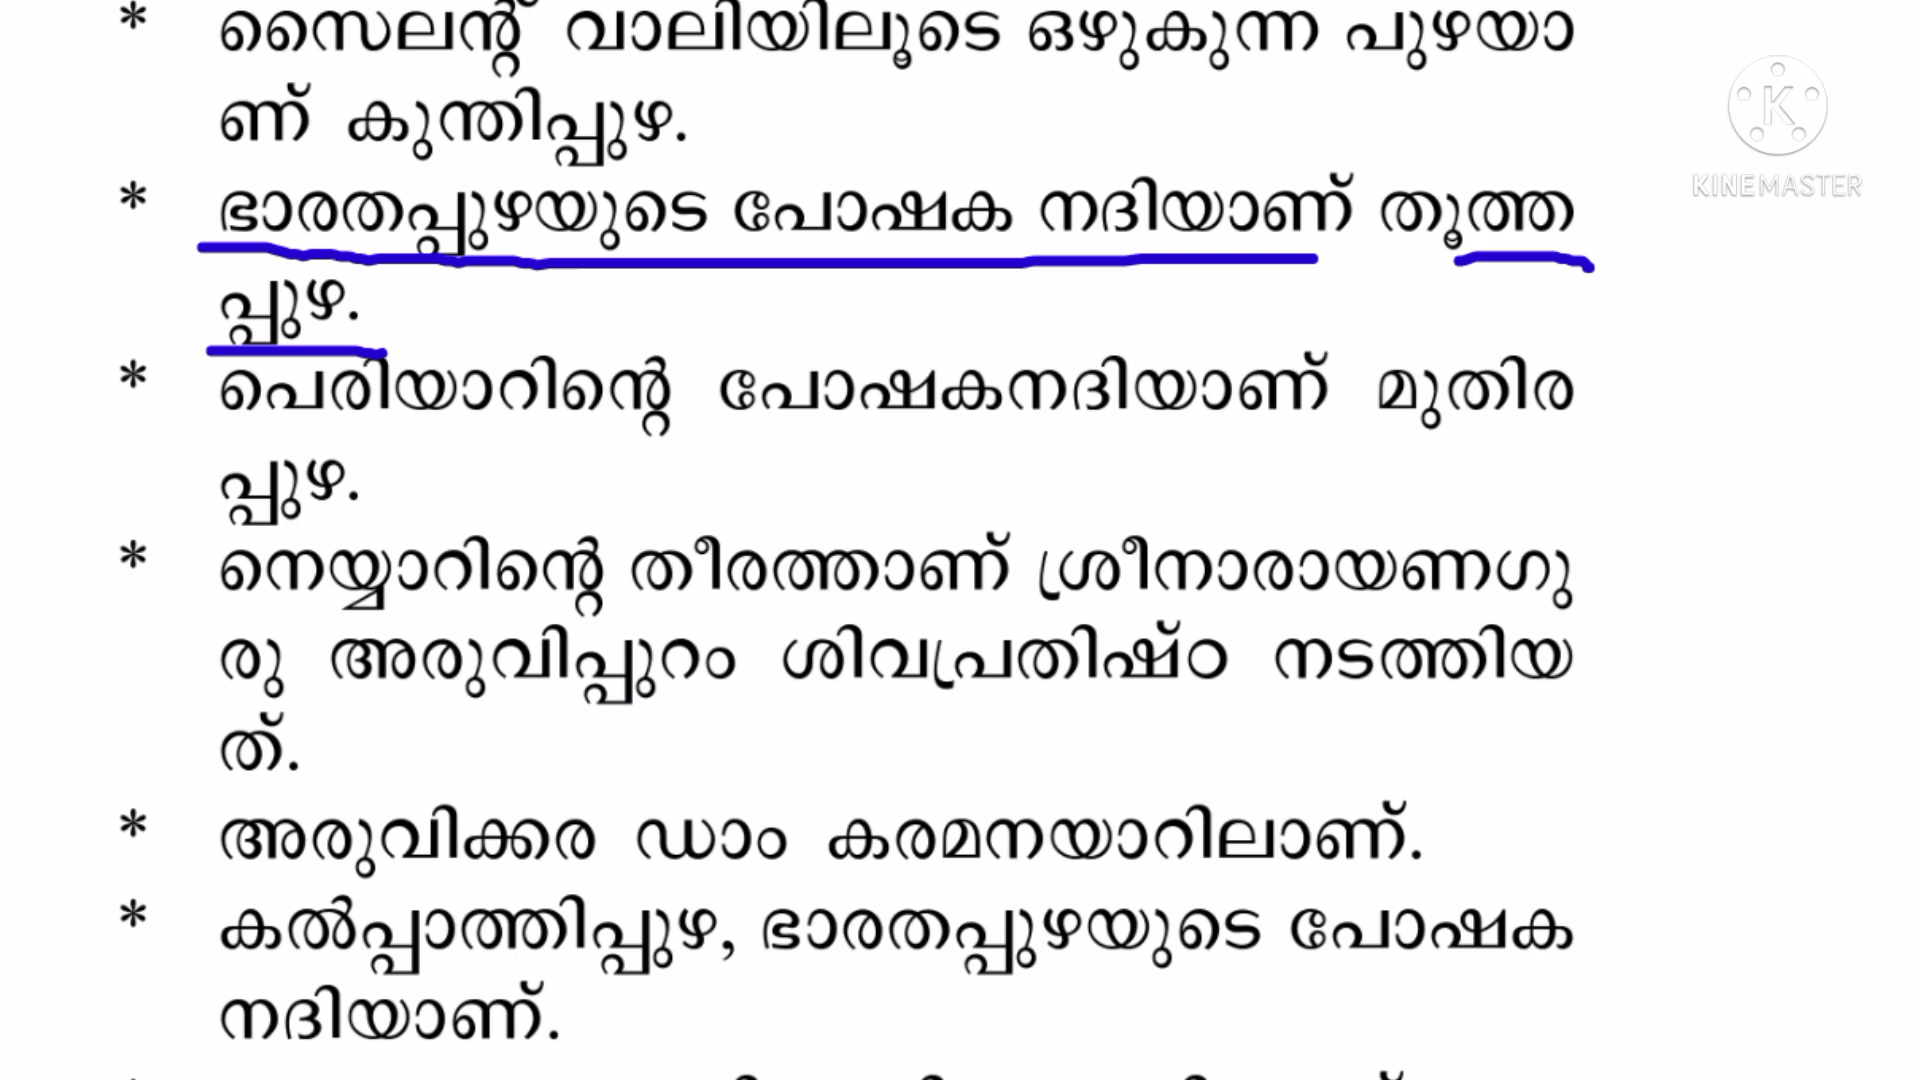 * സൈലന്റ് വാലിയിലൂടെ ഒഴുകുന്ന പുഴയാ
ണ് കുന്തിപ്പുഴ.
* ഭാരതപ്പുഴയുടെ പോഷക നദിയാണ് തൂത്ത
പ്പുഴ.
* പെരിയാറിന്റെ പോഷകനദിയാണ് മുതിര
പ്പുഴ.
* നെയ്യാറിന്റെ തീരത്താണ് ശ്രീനാരായണഗു
രു അരുവിപ്പുറം ശിവപ്രതിഷ്ഠ നടത്തിയ
ത്.
* അരുവിക്കര ഡാം കരമനയാറിലാണ്.
* കൽപ്പാത്തിപ്പുഴ, ഭാരതപ്പുഴയുടെ പോഷക
നദിയാണ്.
K
KINEMASTER